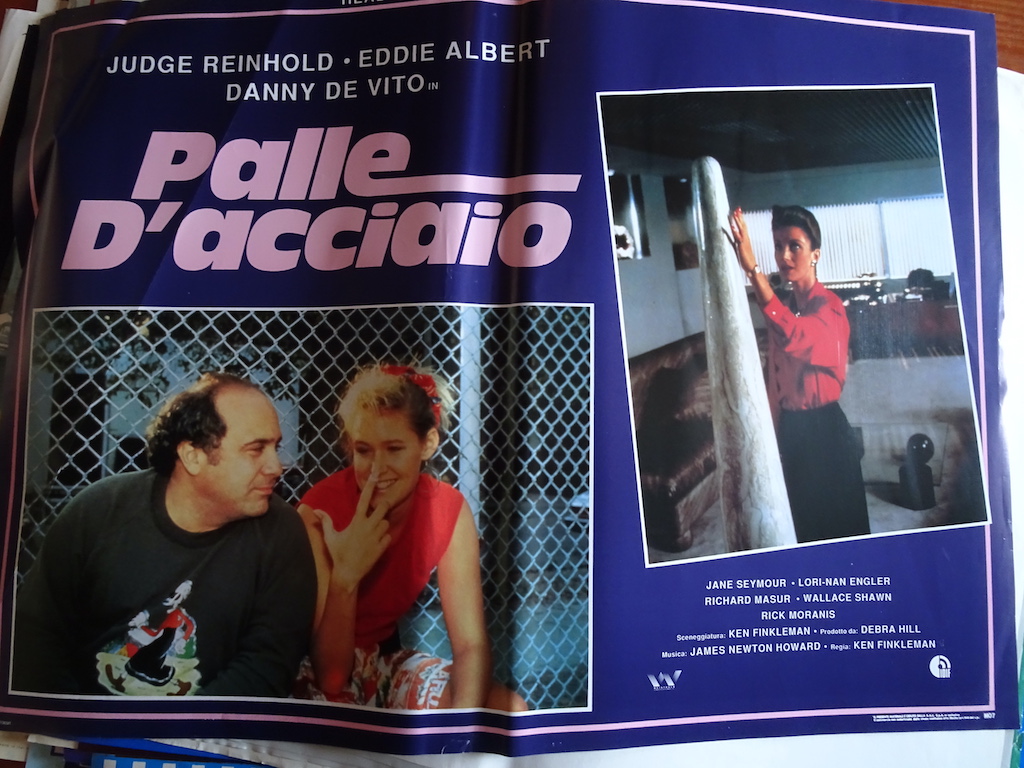 JUDGE REINHOLD • EDDIE ALBERT
DANNY DE VITO IN
Palle
D'acciaio
JANE SEYMOUR • LORI-NAN ENGLER
RICHARD MASUR • WALLACE SHAWN
RICK MORANIS
Sceneggiatura: KEN FINKLEMAN • Prodotto da: DEBRA HILL
Musica: JAMES NEWTON HOWARD • Regia: KEN FINKLEMAN